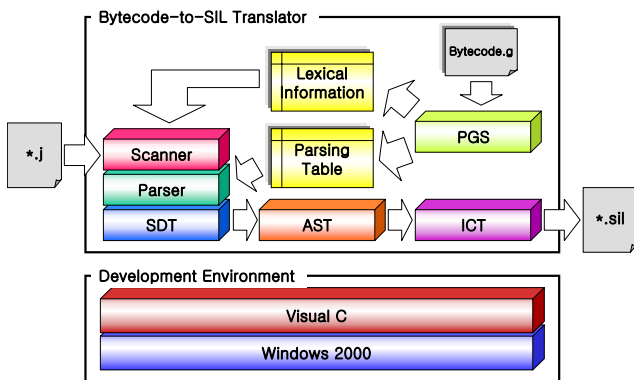 Bytecode-to-SIL Translator
Bytecode.g
Lexical
Information
PGS
*.j
Scanner
Parsing
Table
Parser
SDT
AST
ICT
*.sil
Development Environment
Visual C
Windows 2000